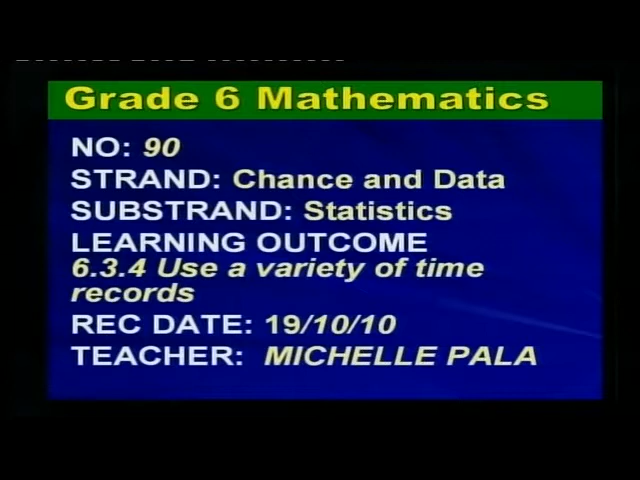 Grade 6 Mathematics
NO: 90
STRAND: Chance and Data
SUBSTRAND: Statistics
LEARNING OUTCOME
6.3.4 Use a variety of time
records
REC DATE: 19/10/10
TEACHER: MICHELLE PALA